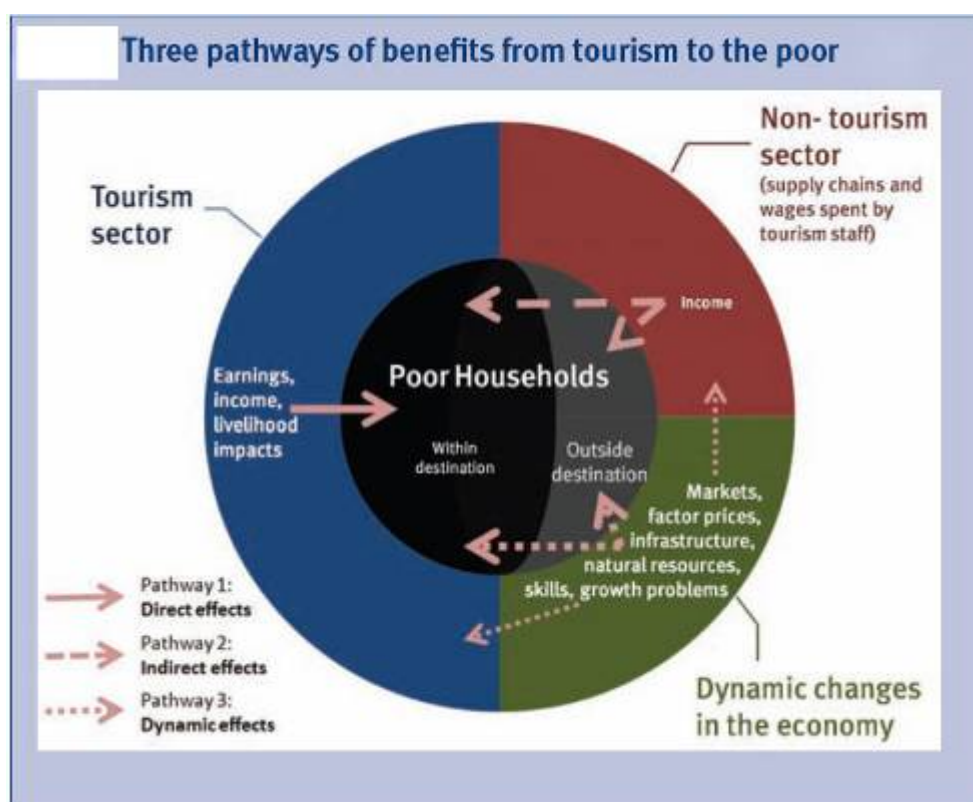 Three pathways of benefits from tourism to the poor
Non- tourism
sector
(supply chains and
wages spent by
tourism staff)
Tourism
sector
Income
Poor Households
Earnings,
income,
livelihood
impacts
Within
destination
Outside
destination
Markets,
factor prices,
infrastructure,
natural resources,
skills, growth problems
Pathway 1:
Direct effects
Pathway 2:
Indirect effects
Pathway 3:
Dynamic effects
Dynamic changes
in the economy